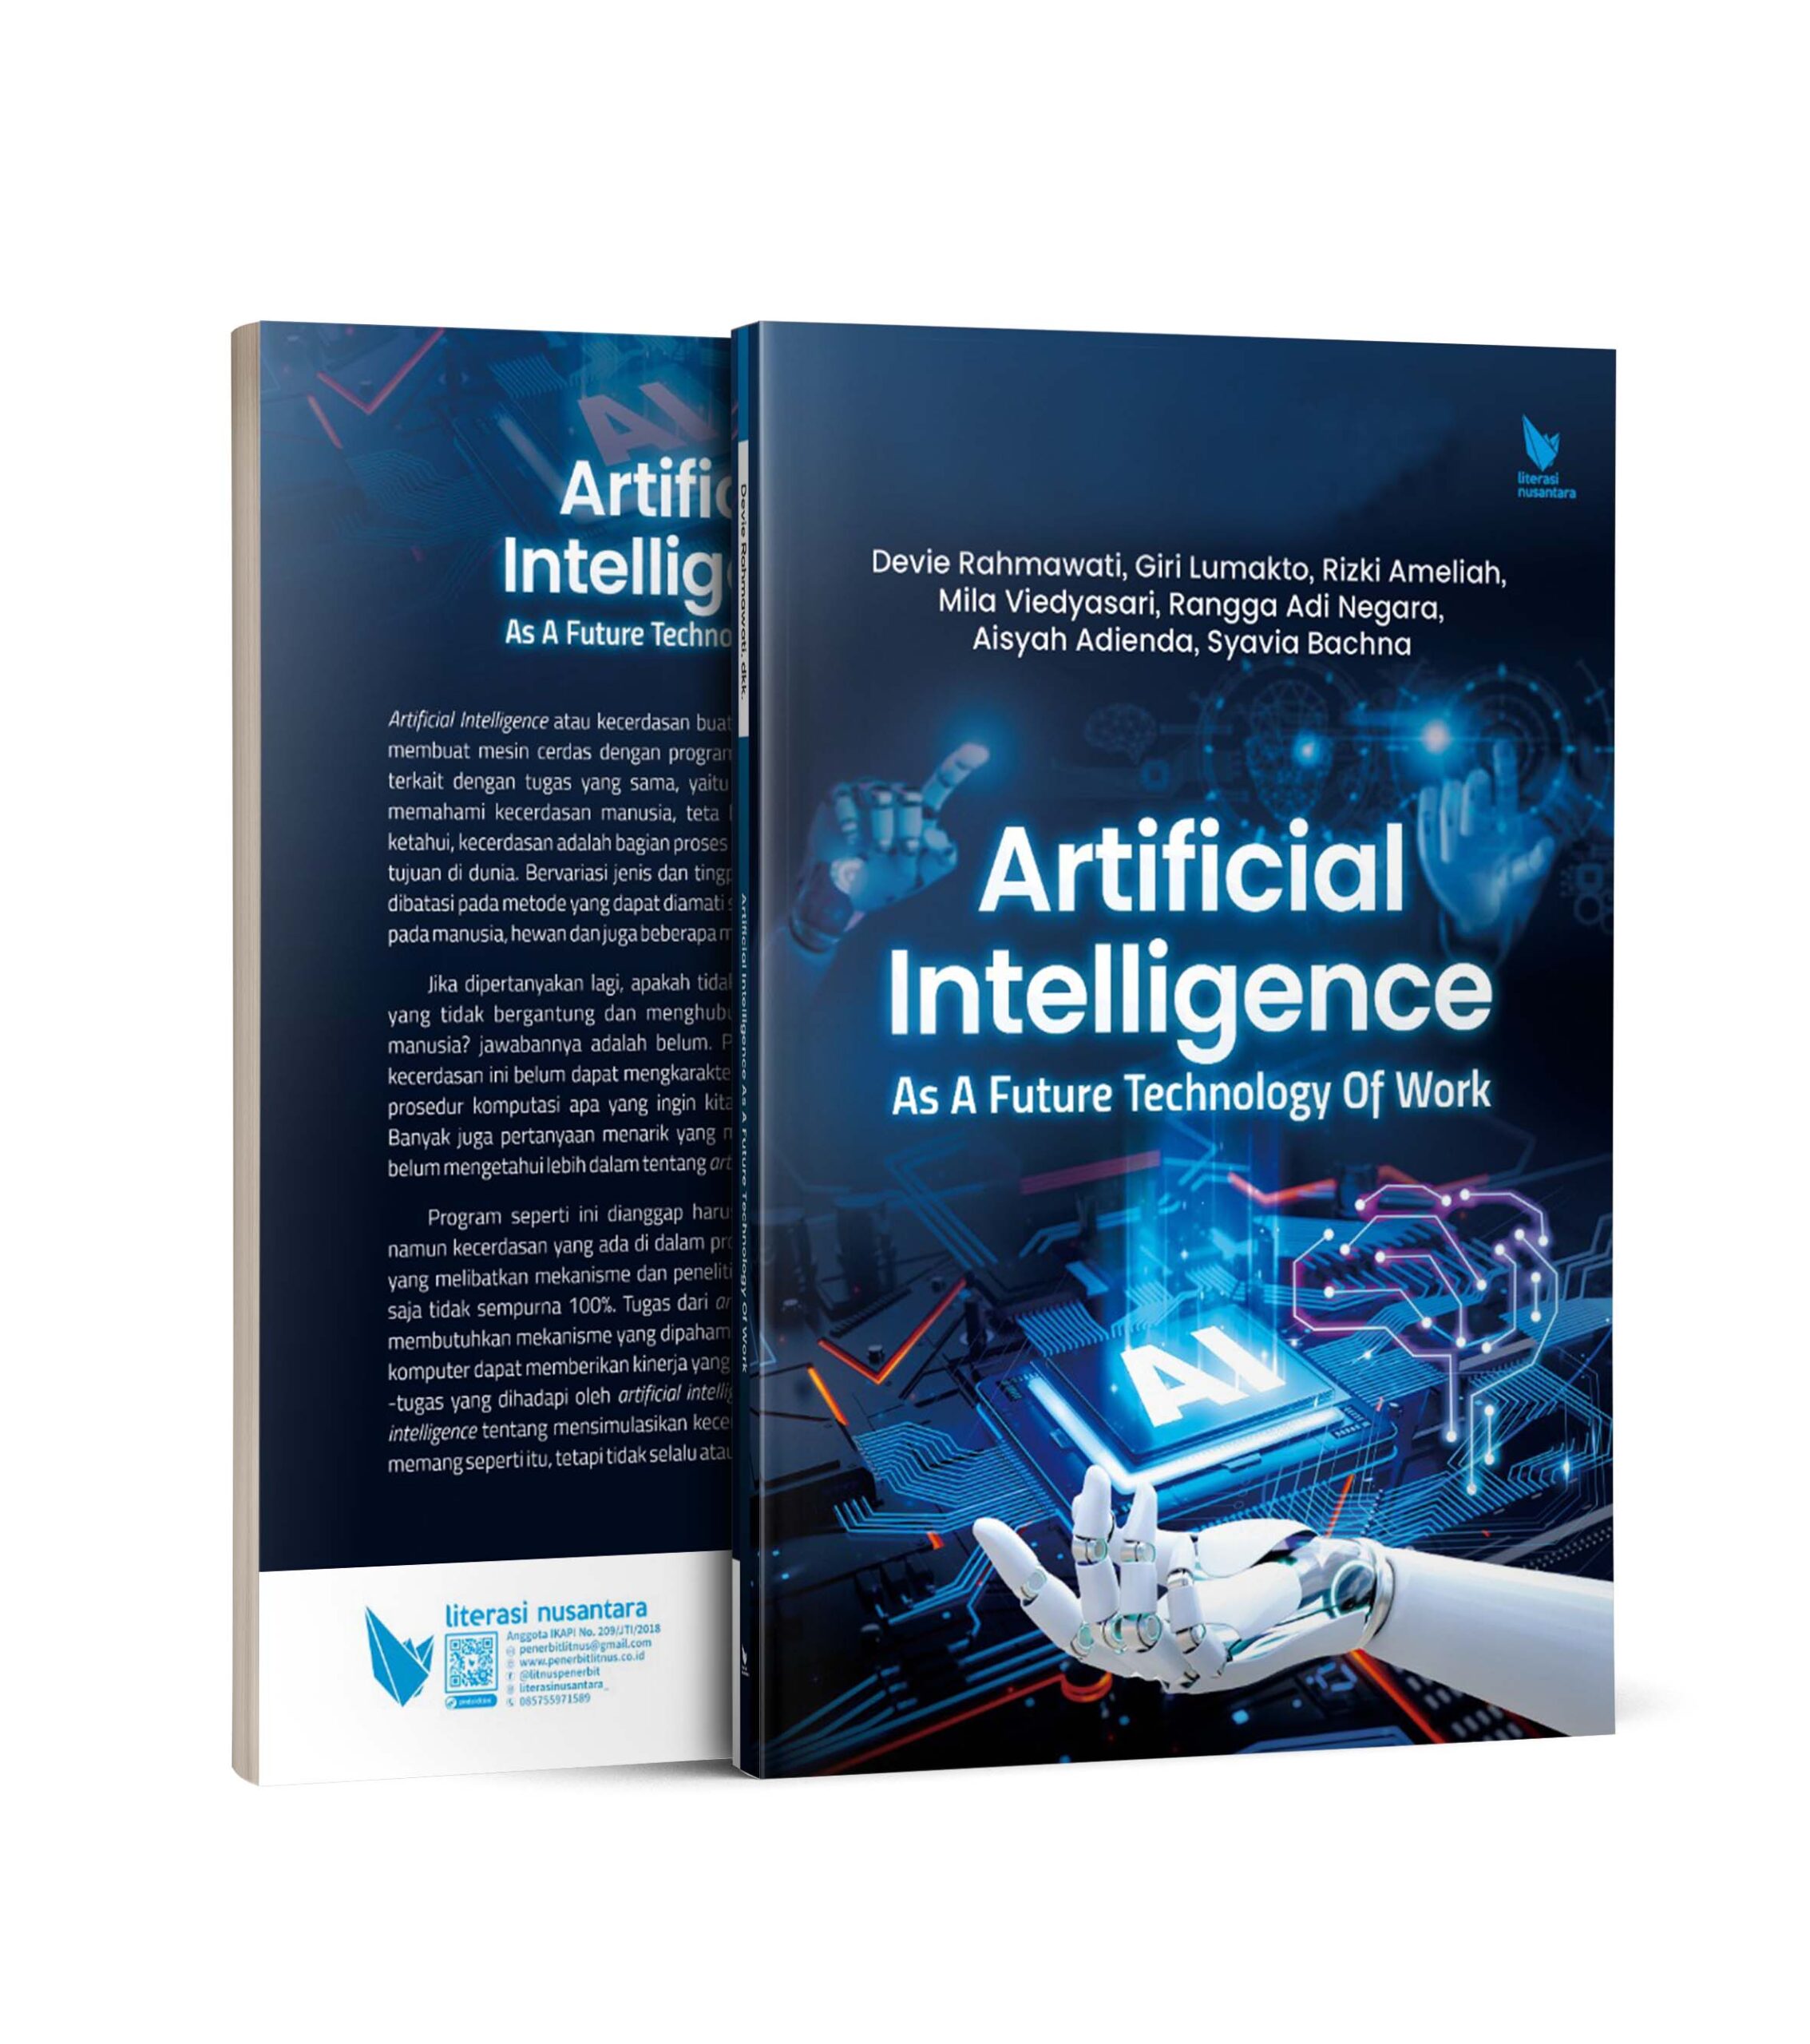 Artific
Intellig
As A Future Techno
Artificial Intelligence atau kecerdasan buat
membuat mesin cerdas dengan program
terkait dengan tugas yang sama, yaitu
memahami kecerdasan manusia, teta
ketahui, kecerdasan adalah bagian proses
tujuan di dunia. Bervariasi jenis dan tingp
dibatasi pada metode yang dapat diamati s
pada manusia, hewan dan juga beberapa m
Jika dipertanyakan lagi, apakah tidak
yang tidak bergantung dan menghubu
manusia? jawabannya adalah belum. P
kecerdasan ini belum dapat mengkarakte
prosedur komputasi apa yang ingin kita
Banyak juga pertanyaan menarik yang m
belum mengetahui lebih dalam tentang art
Program seperti ini dianggap haru
namun kecerdasan yang ada di dalam pro
yang melibatkan mekanisme dan peneliti
saja tidak sempurna 100%. Tugas dari ar
membutuhkan mekanisme yang dipaham
komputer dapat memberikan kinerja yang
-tugas yang dihadapi oleh artificial intellig
intelligence tentang mensimulasikan kece
memang seperti itu, tetapi tidak selalu atau
literasi nusantara
Anggota IKAPI No. 209/JTI/2018
penerbitlitnus@gmail.com
www.penerbitlitnus.co.id
@litnuspenerbit
literasinusantara_
085755971589
Devie Rahmawati, dkk.
Artificial Intelligence As A Future Technology Of Work
literasi
nusantara
Devie Rahmawati, Giri Lumakto, Rizki Ameliah,
Mila Viedyasari, Rangga Adi Negara,
Aisyah Adienda, Syavia Bachna
Artificial
Intelligence
As A Future Technology Of Work
AI
AI